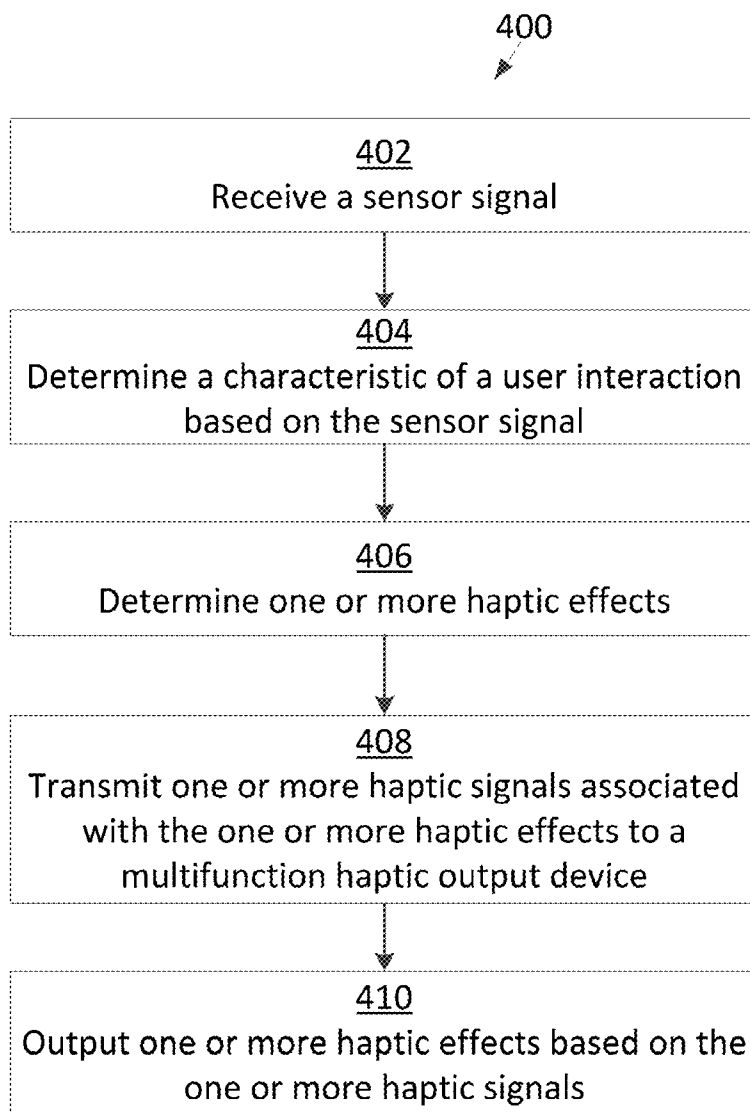 400
402
Receive a sensor signal
404
Determine a characteristic of a user interaction
based on the sensor signal
406
Determine one or more haptic effects
408
Transmit one or more haptic signals associated
with the one or more haptic effects to a
multifunction haptic output device
410
Output one or more haptic effects based on the
one or more haptic signals